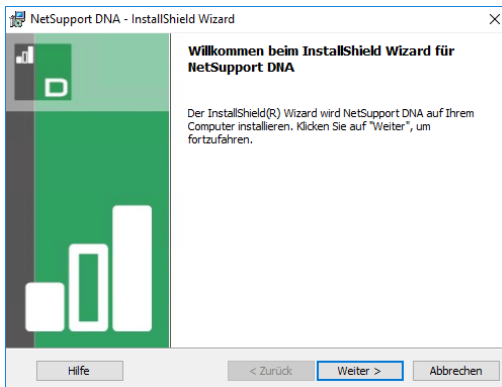 NetSupport DNA - InstallShield Wizard
Willkommen beim InstallShield Wizard für
NetSupport DNA
D
Der InstallShield(R) Wizard wird NetSupport DNA auf Ihrem
Computer installieren. Klicken Sie auf "Weiter", um
fortzufahren.
Hilfe
< Zurück
Weiter >
Abbrechen